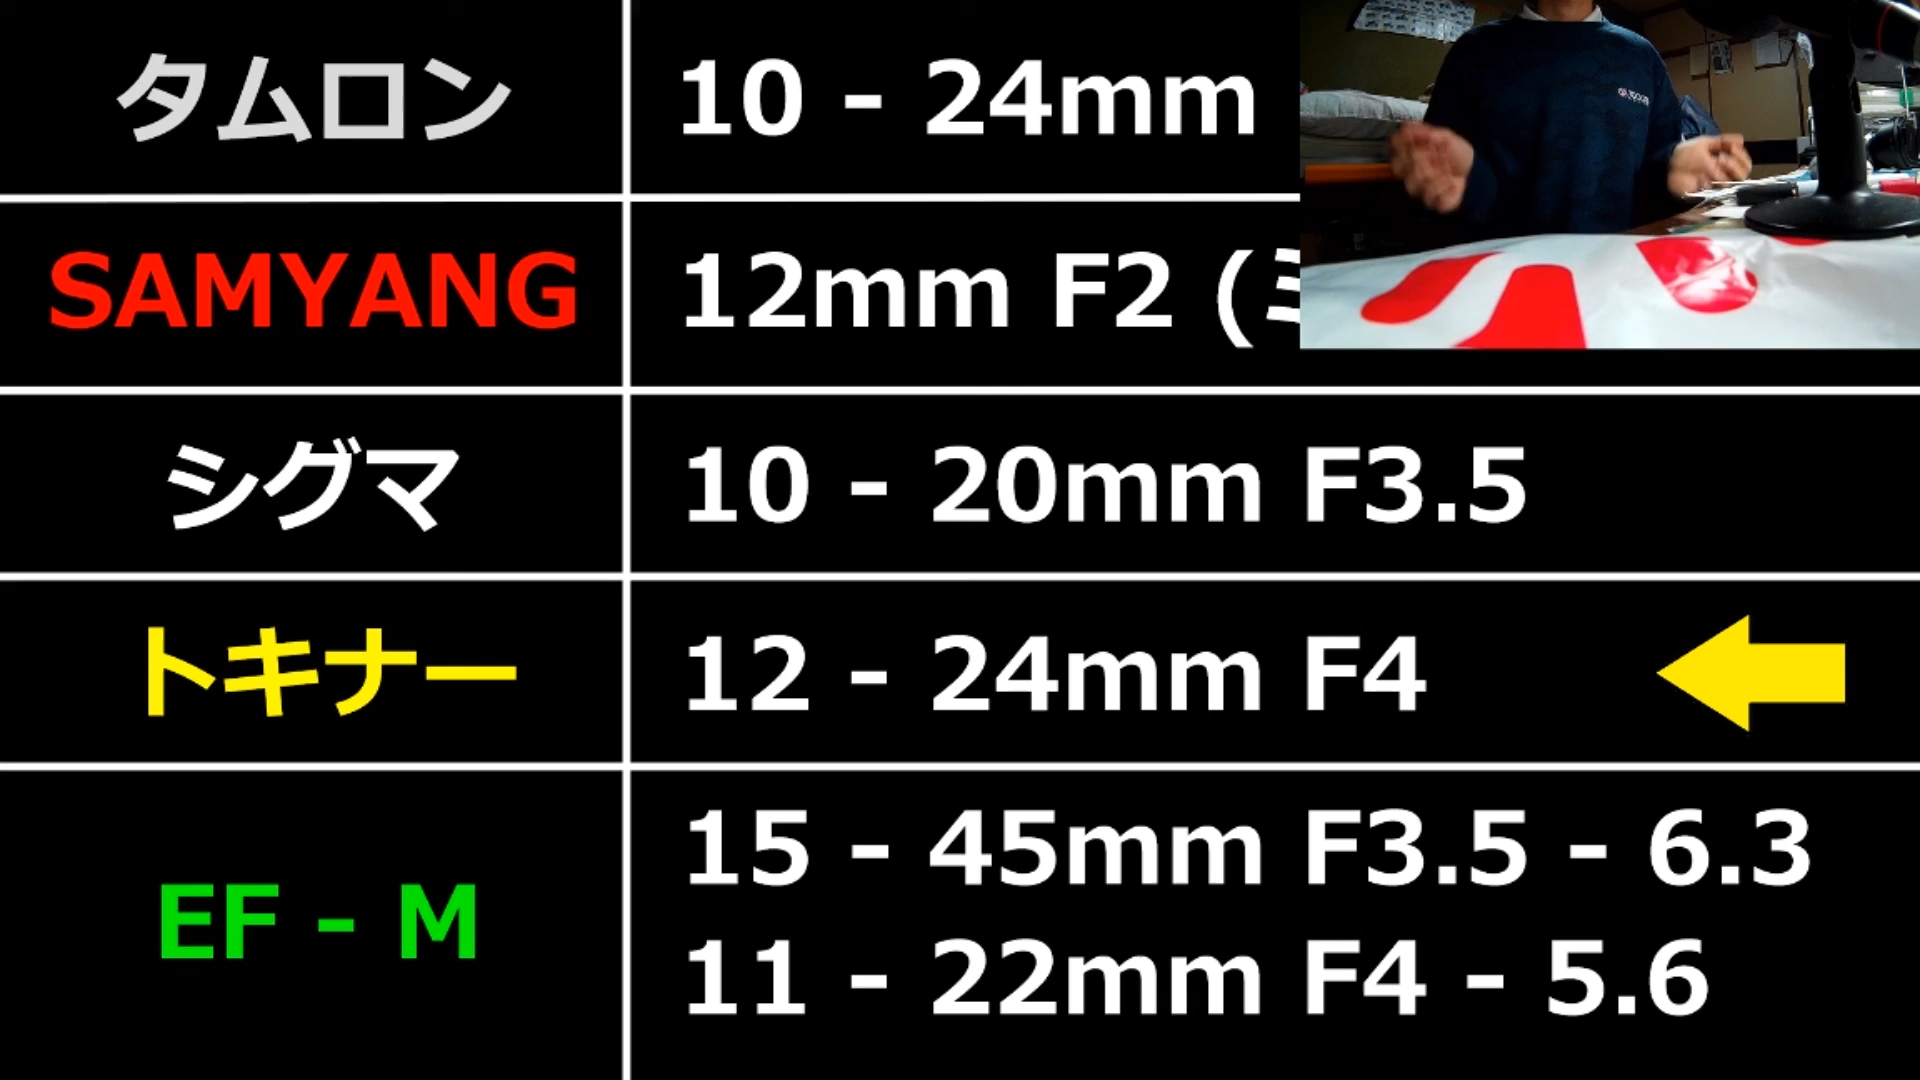 タムロン
10 - 24mm
SAMYANG
12mm F2 (ミ
シグマ
10 - 20mm F3.5
トキナー
12 - 24mm F4
EF - M
15 - 45mm F3.5 - 6.3
11 - 22mm F4 - 5.6